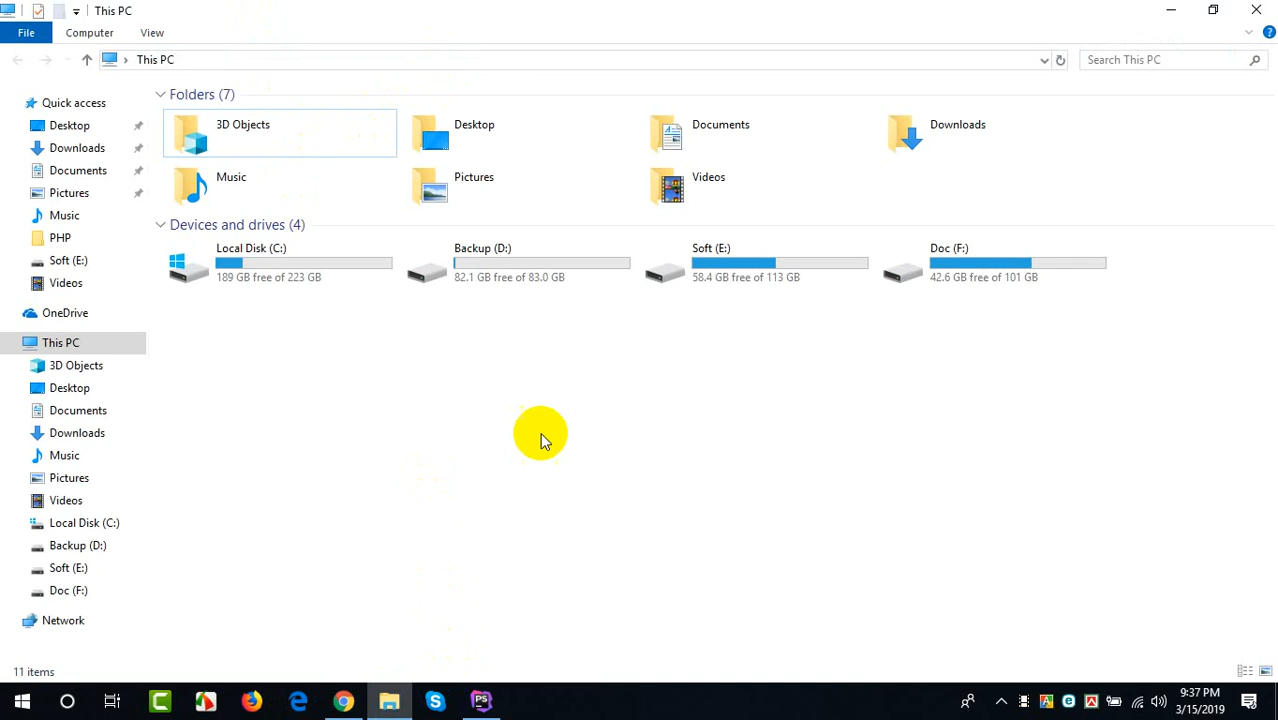 This PC
File Computer View
This PC
Search This PC
Quick access
Desktop
Downloads
Documents
Pictures
Music
PHP
Soft (E:)
Videos
OneDrive
This PC
3D Objects
Desktop
Documents
Downloads
Music
Pictures
Videos
Local Disk (C:)
Backup (D:)
Soft (E:)
Doc (F:)
Network
Folders (7)
3D Objects
Desktop
Documents
Downloads
Music
Pictures
Videos
Devices and drives (4)
Local Disk (C:)
189 GB free of 223 GB
Backup (D:)
82.1 GB free of 83.0 GB
Soft (E:)
58.4 GB free of 113 GB
Doc (F:)
42.6 GB free of 101 GB
11 items
9:37 PM
3/15/2019